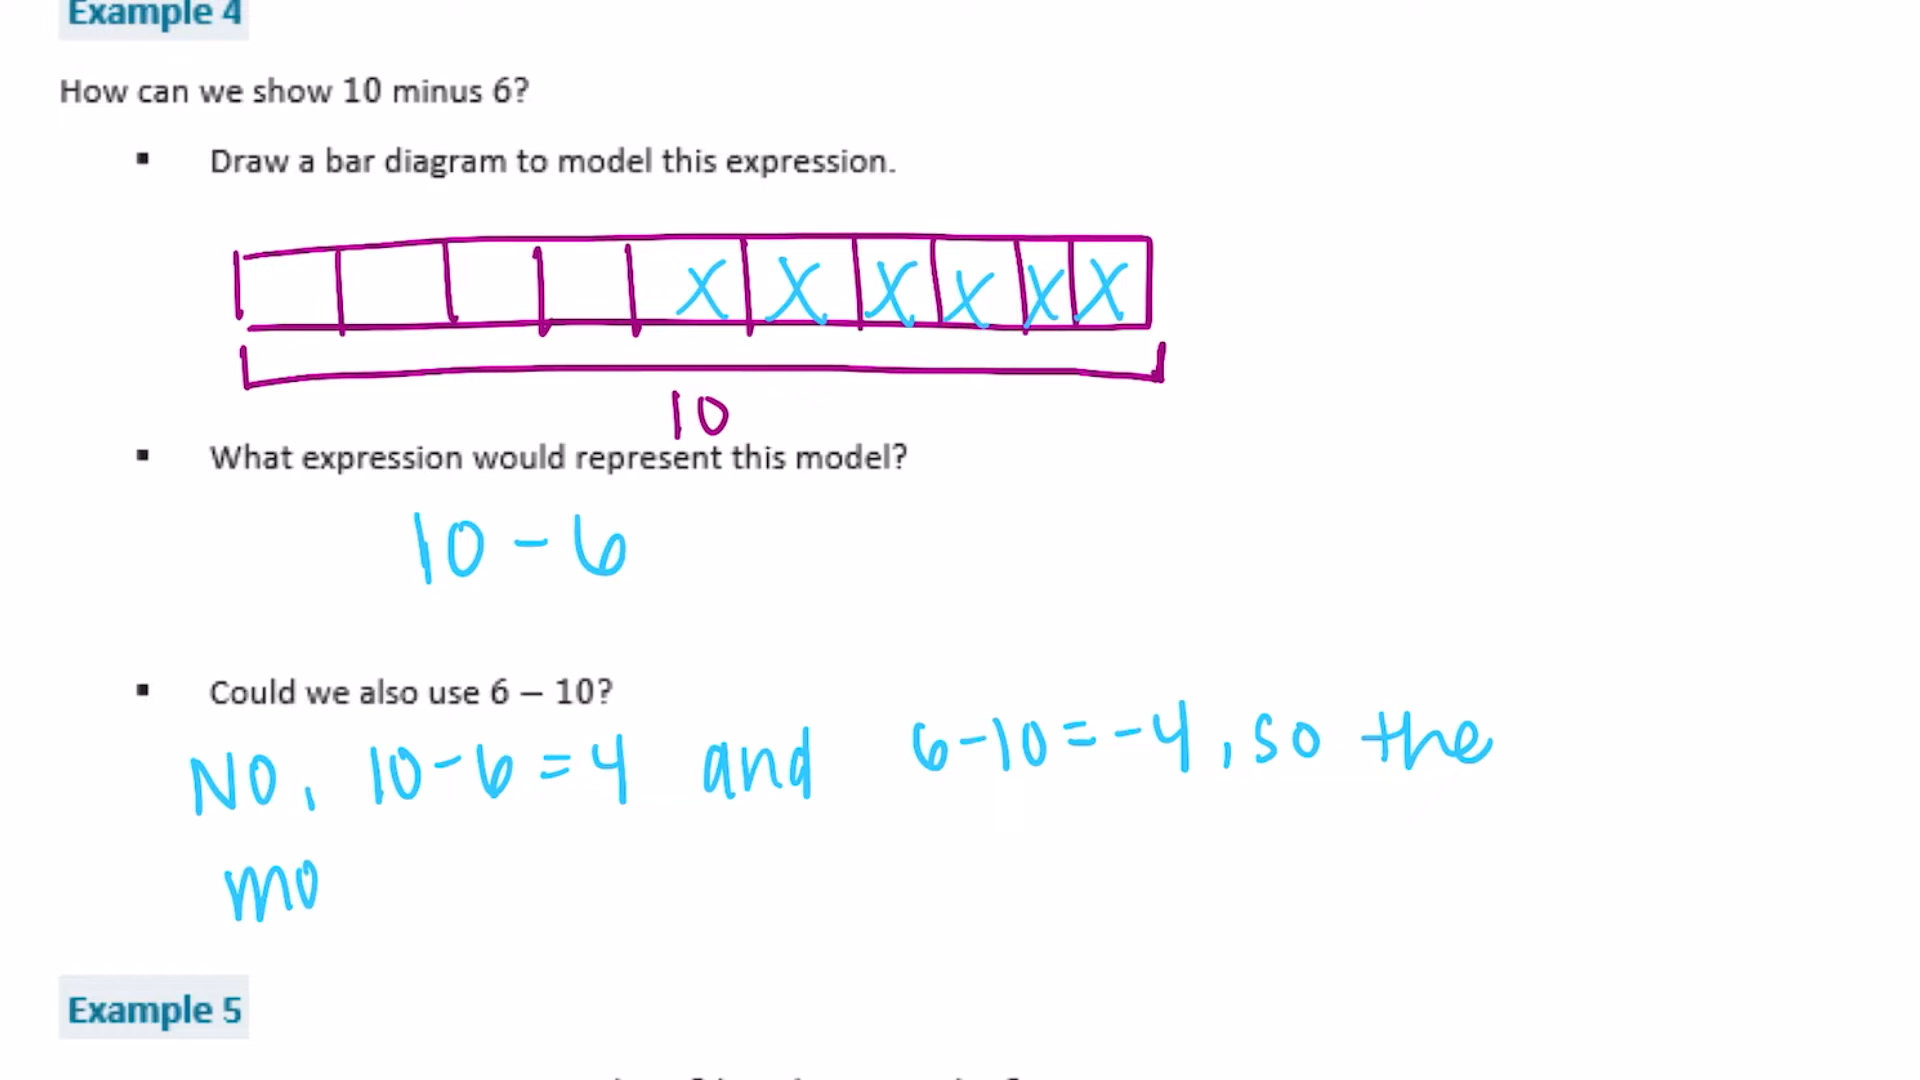 Example 4
How can we show 10 minus 6?
▪ Draw a bar diagram to model this expression.
X X X X X X
10
▪ What expression would represent this model?
10 - 6
▪ Could we also use 6 – 10?
No, 10-6=4 and 6-10=-4, so the
mo
Example 5